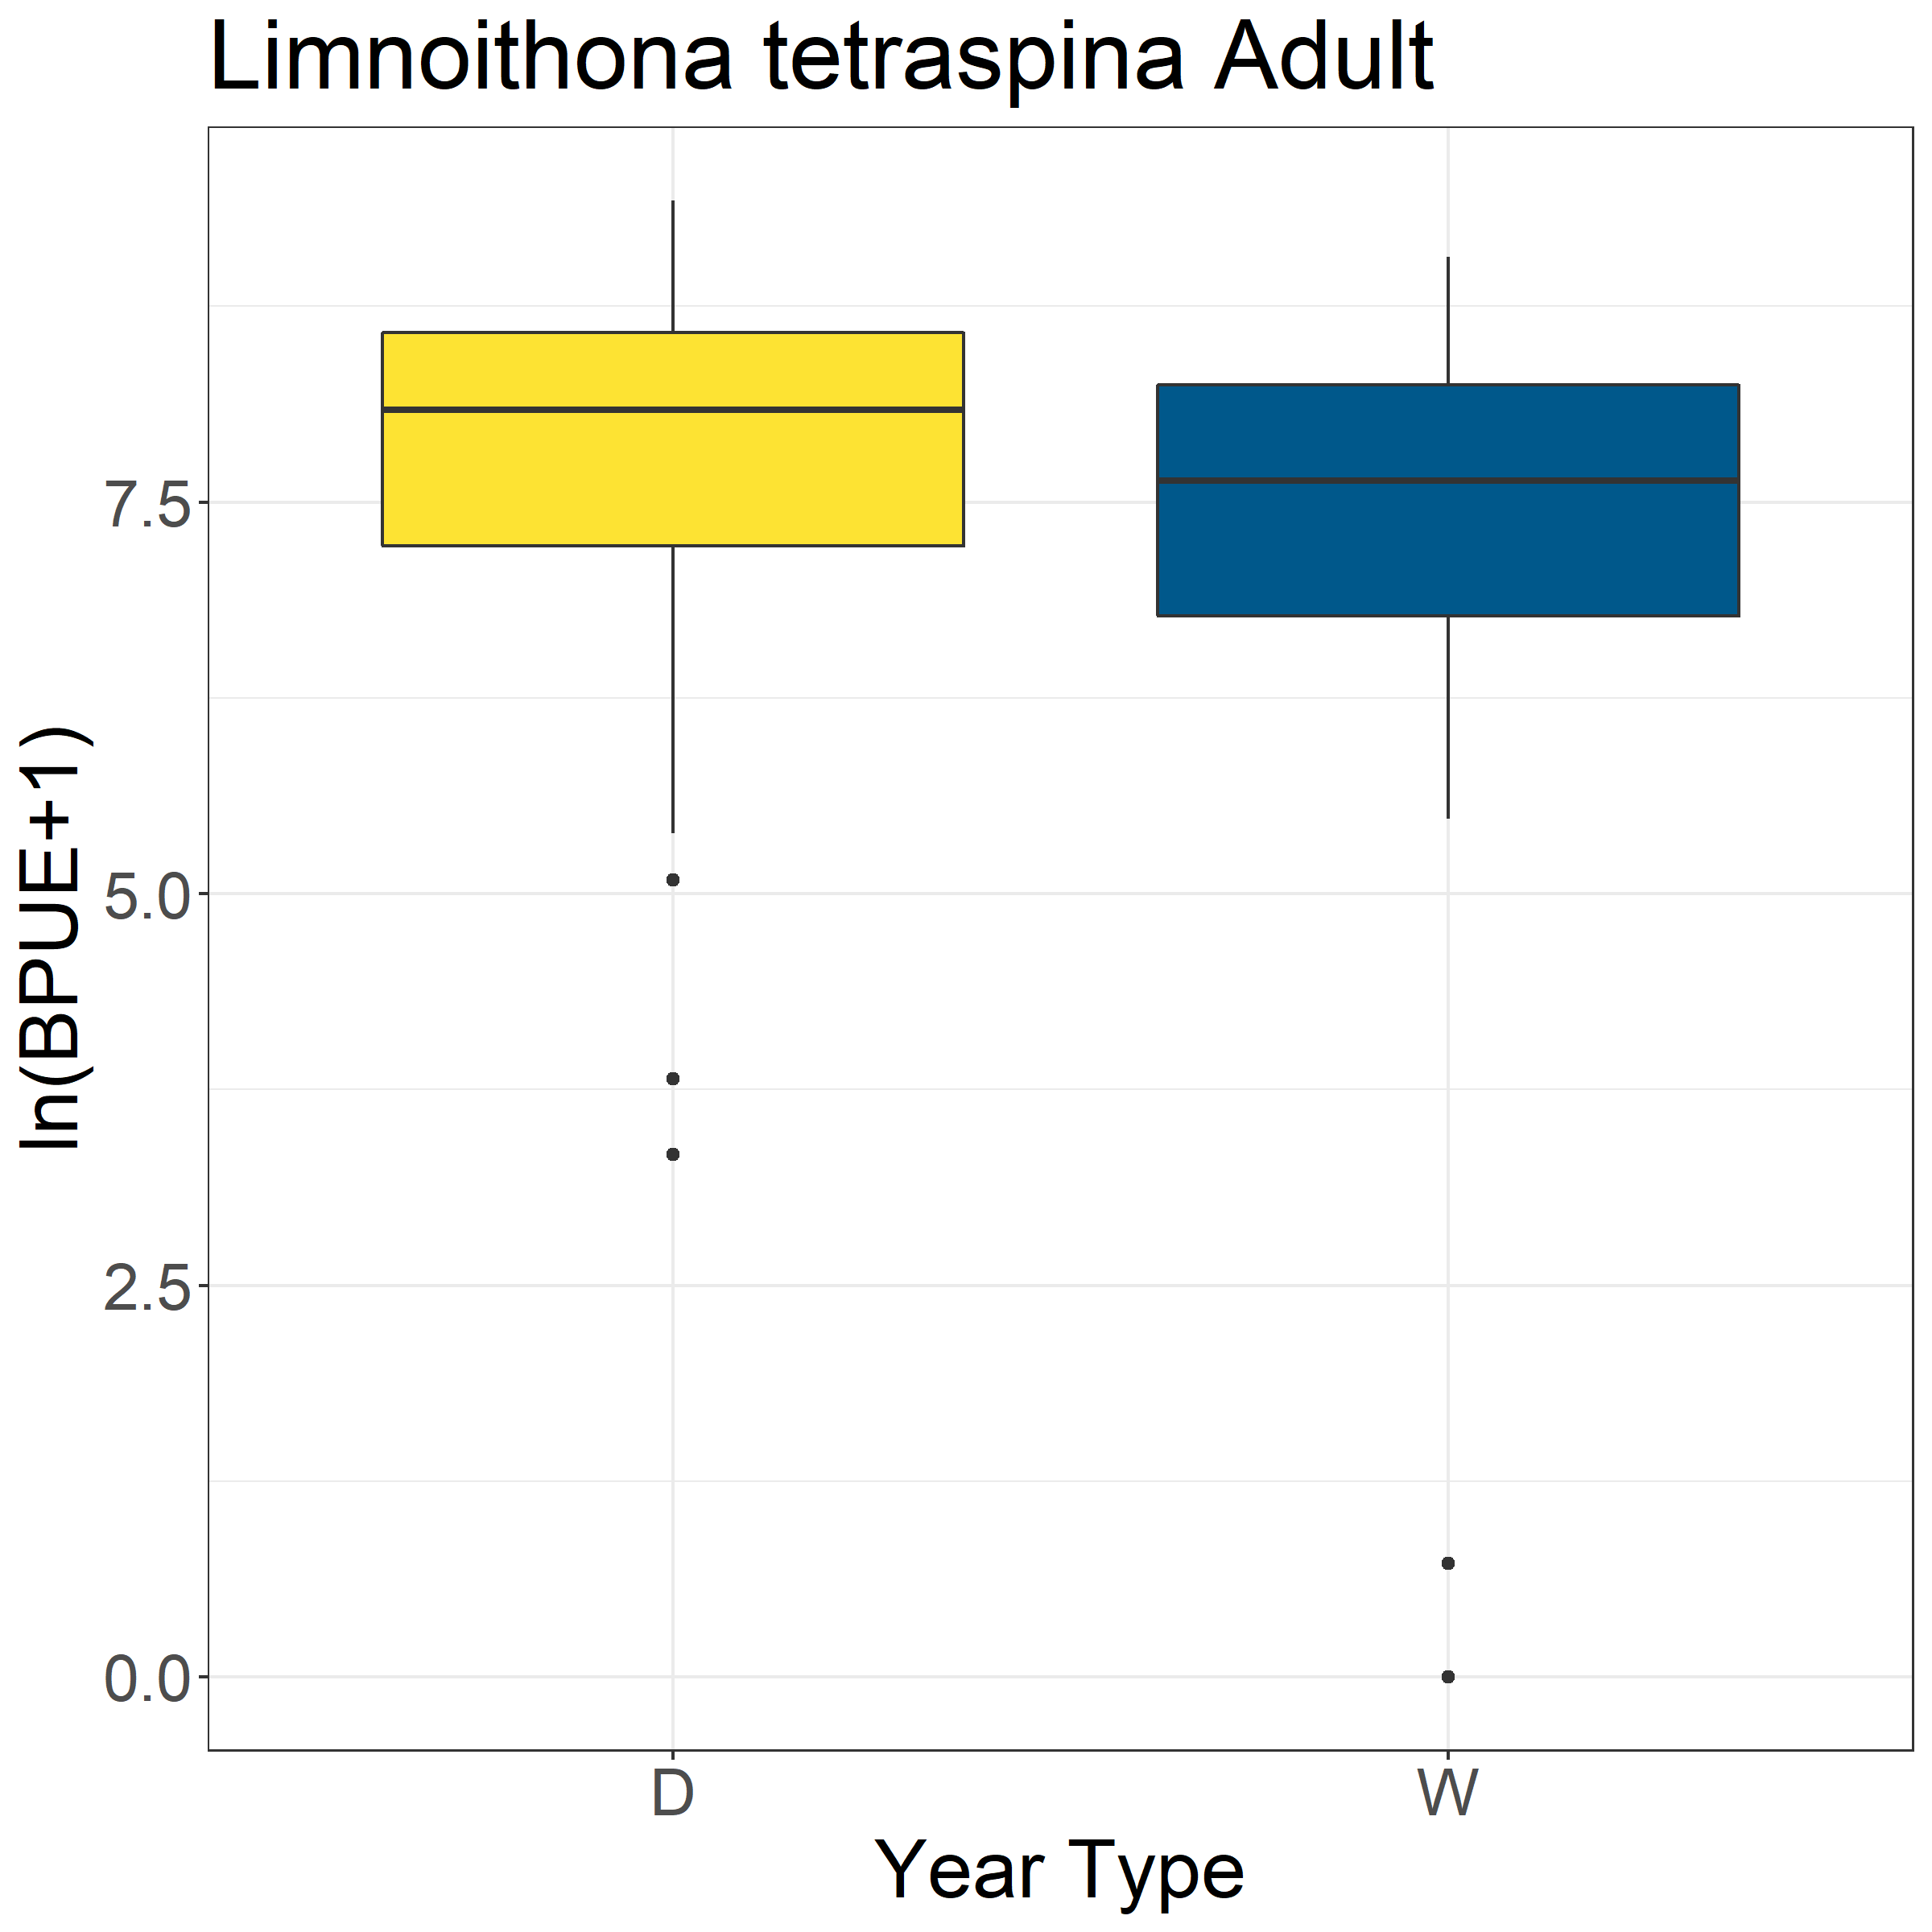 Limnoithona tetraspina Adult
ln(BPUE+1)
7.5
5.0
2.5
0.0
D
W
Year Type